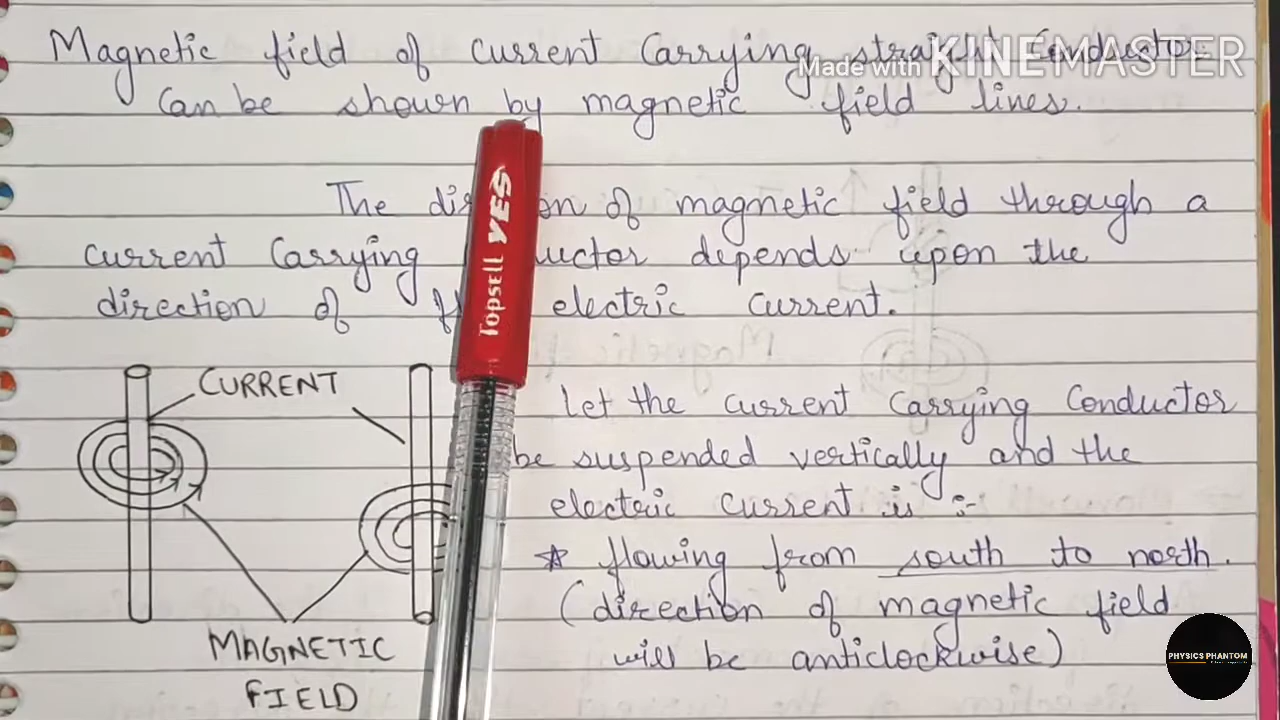 Magnetic field of current Carrying straight Conductor
Made with KINEMASTER
Can be shown by magnetic field lines.
The on of magnetic field through a
current Carrying uctor depends upon the
direction of electric current.
CURRENT
Let the current Carrying Conductor
be suspended vertically and the
electric current is :-
* flowing from south to north.
(direction of magnetic field
will be anticlockwise)
MAGNETIC
FIELD
Topsell YES
PHYSICS PHANTOM